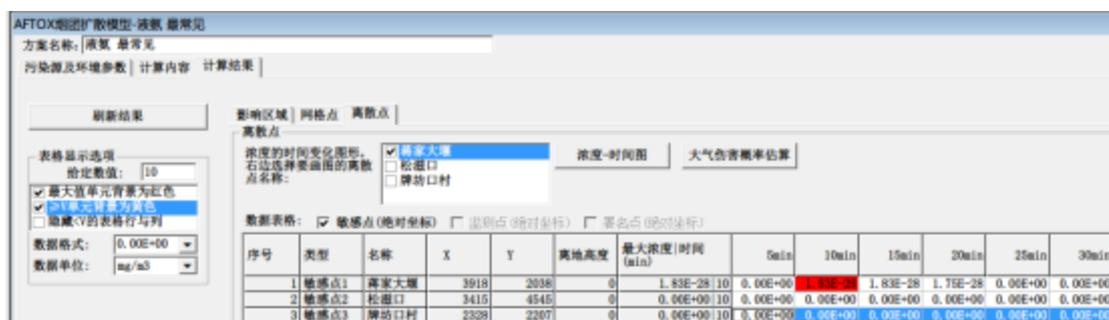 AFTOX烟团扩散模型-液氨 最常见
方案名称: 液氨 最常见
污染源及环境参数 计算内容 计算结果
刷新结果
影响区域 网格点 离散点
离散点
表格显示选项
给定数值: 10
最大值单元背景为红色
≥V单元背景为黄色
隐藏<V的表格行与列
数据格式: 0.00E+00
数据单位: mg/m3
浓度的时间变化图形,
右边选择要画图的离散
点名称:
蒋家大堰
松滋口
牌坊口村
浓度-时间图 大气伤害概率估算
数据表格: 敏感点(绝对坐标) 监测点(绝对坐标) 署名点(绝对坐标)
序号 类型 名称 X Y 离地高度 最大浓度|时间(min) 5min 10min 15min 20min 25min 30min
1 敏感点1 蒋家大堰 3918 2038 0 1.83E-28|10 0.00E+00 1.83E-28 1.83E-28 1.75E-28 0.00E+00 0.00E+00
2 敏感点2 松滋口 3415 4545 0 0.00E+00|10 0.00E+00 0.00E+00 0.00E+00 0.00E+00 0.00E+00 0.00E+00
3 敏感点3 牌坊口村 2328 2207 0 0.00E+00|10 0.00E+00 0.00E+00 0.00E+00 0.00E+00 0.00E+00 0.00E+00